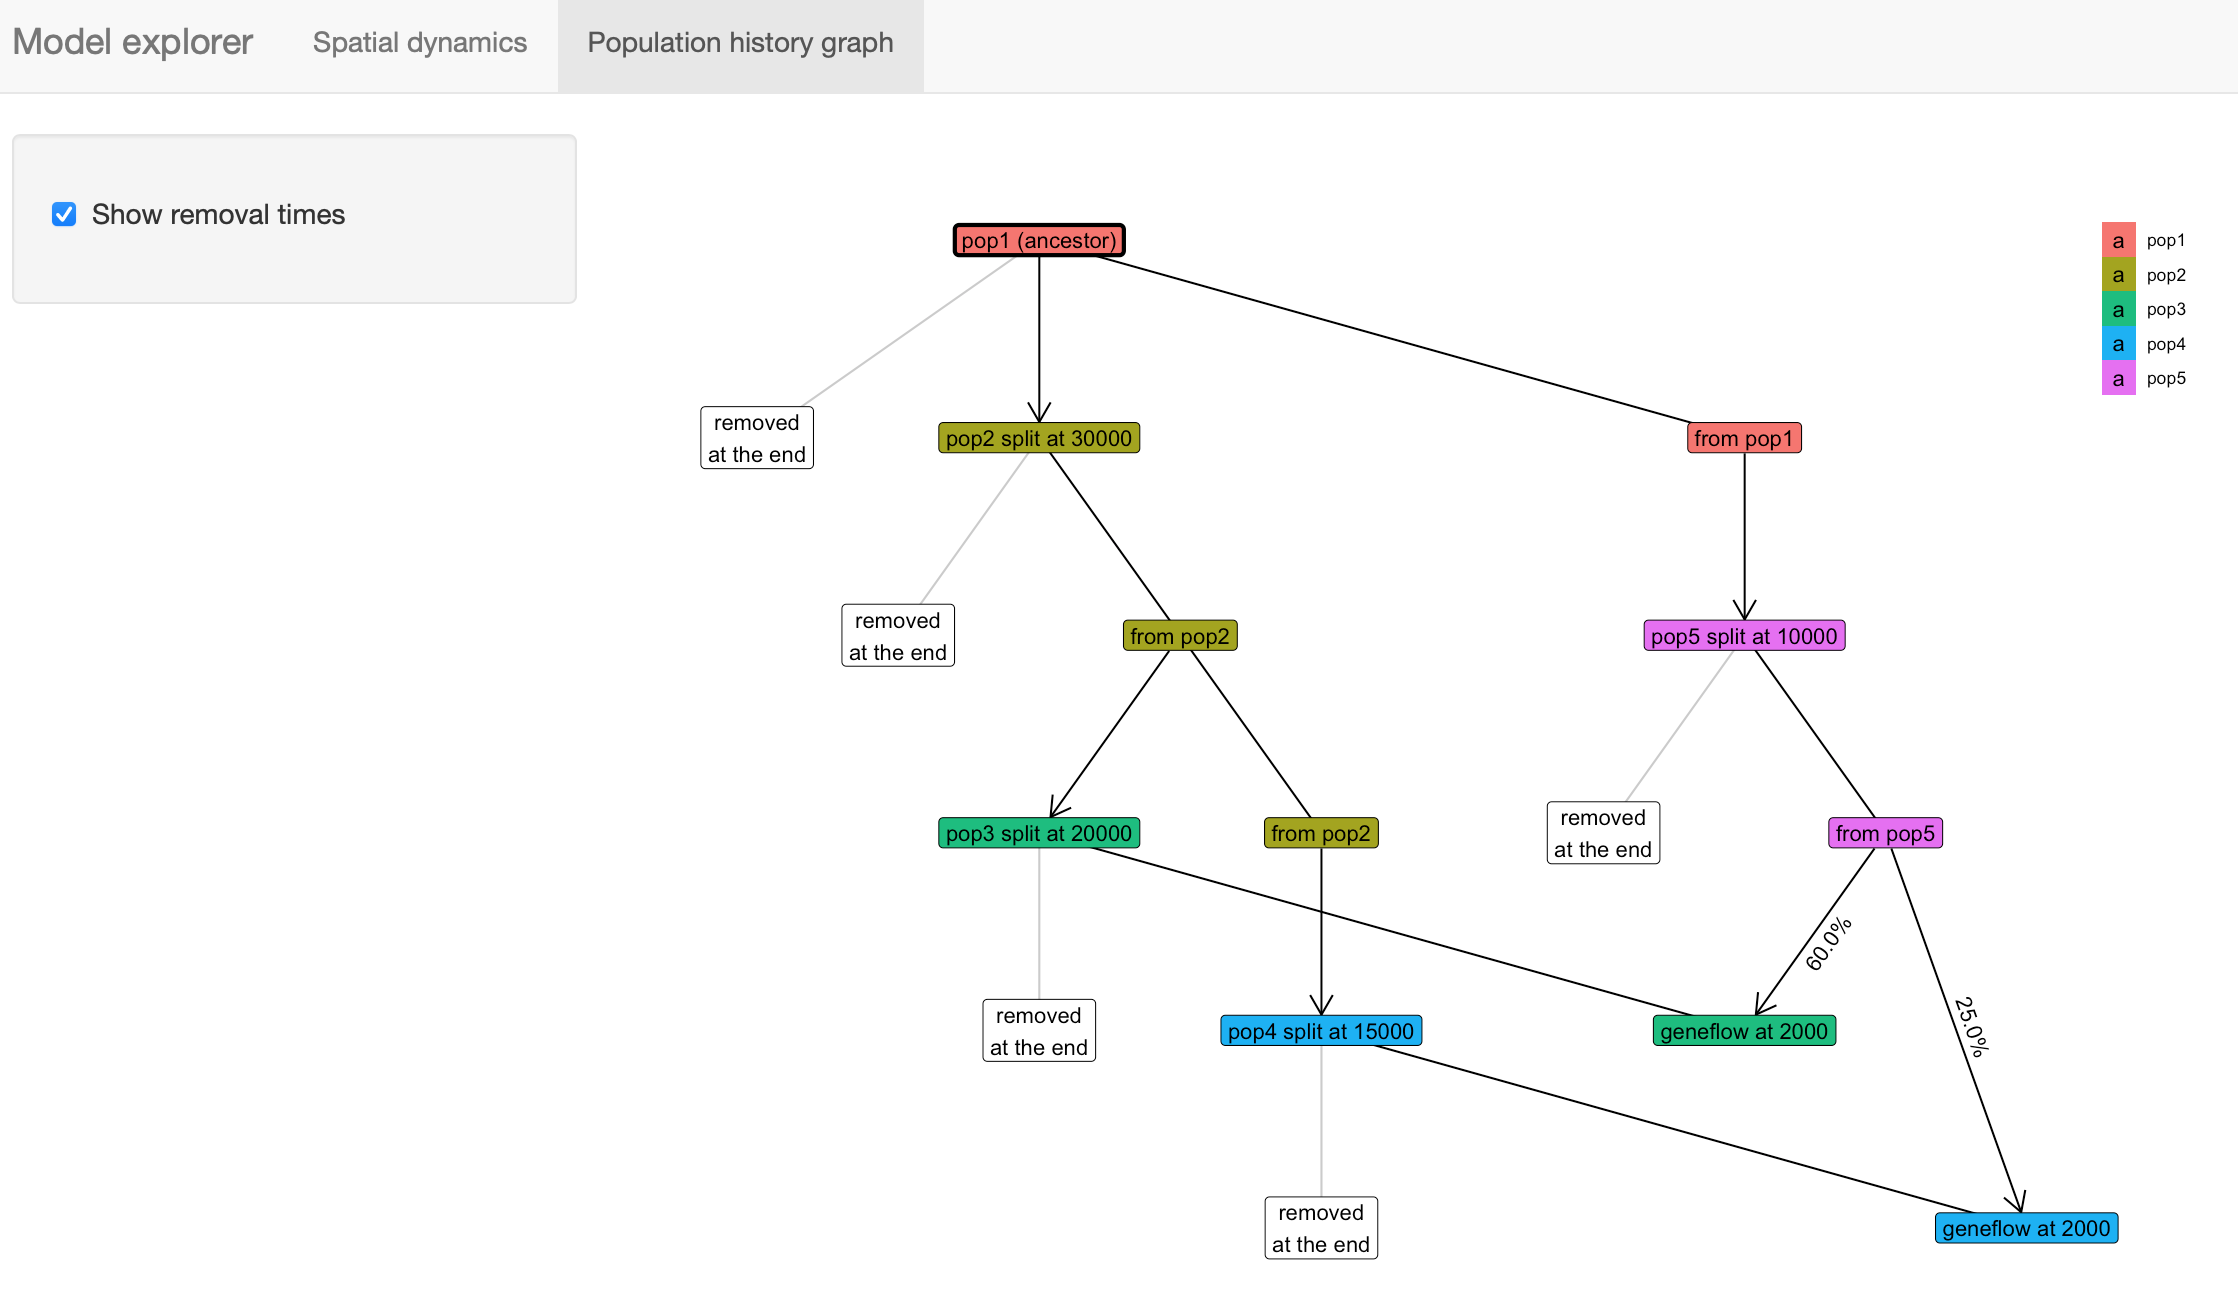 Model explorer
Spatial dynamics
Population history graph
Show removal times
pop1 (ancestor)
a pop1
a pop2
a pop3
a pop4
a pop5
removed
at the end
pop2 split at 30000
from pop1
removed
at the end
from pop2
pop5 split at 10000
pop3 split at 20000
from pop2
removed
at the end
from pop5
60.0%
25.0%
removed
at the end
pop4 split at 15000
geneflow at 2000
removed
at the end
geneflow at 2000